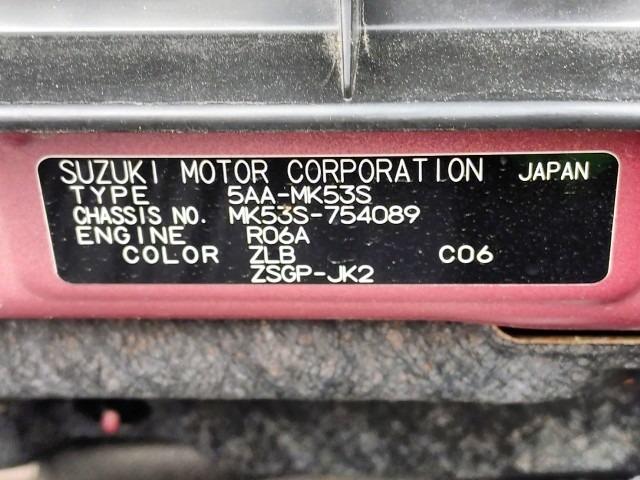 SUZUKI MOTOR CORPORATION JAPAN
TYPE 5AA-MK53S
CHASSIS NO. MK53S-754089
ENGINE R06A
COLOR ZLB C06
ZSGP-JK2